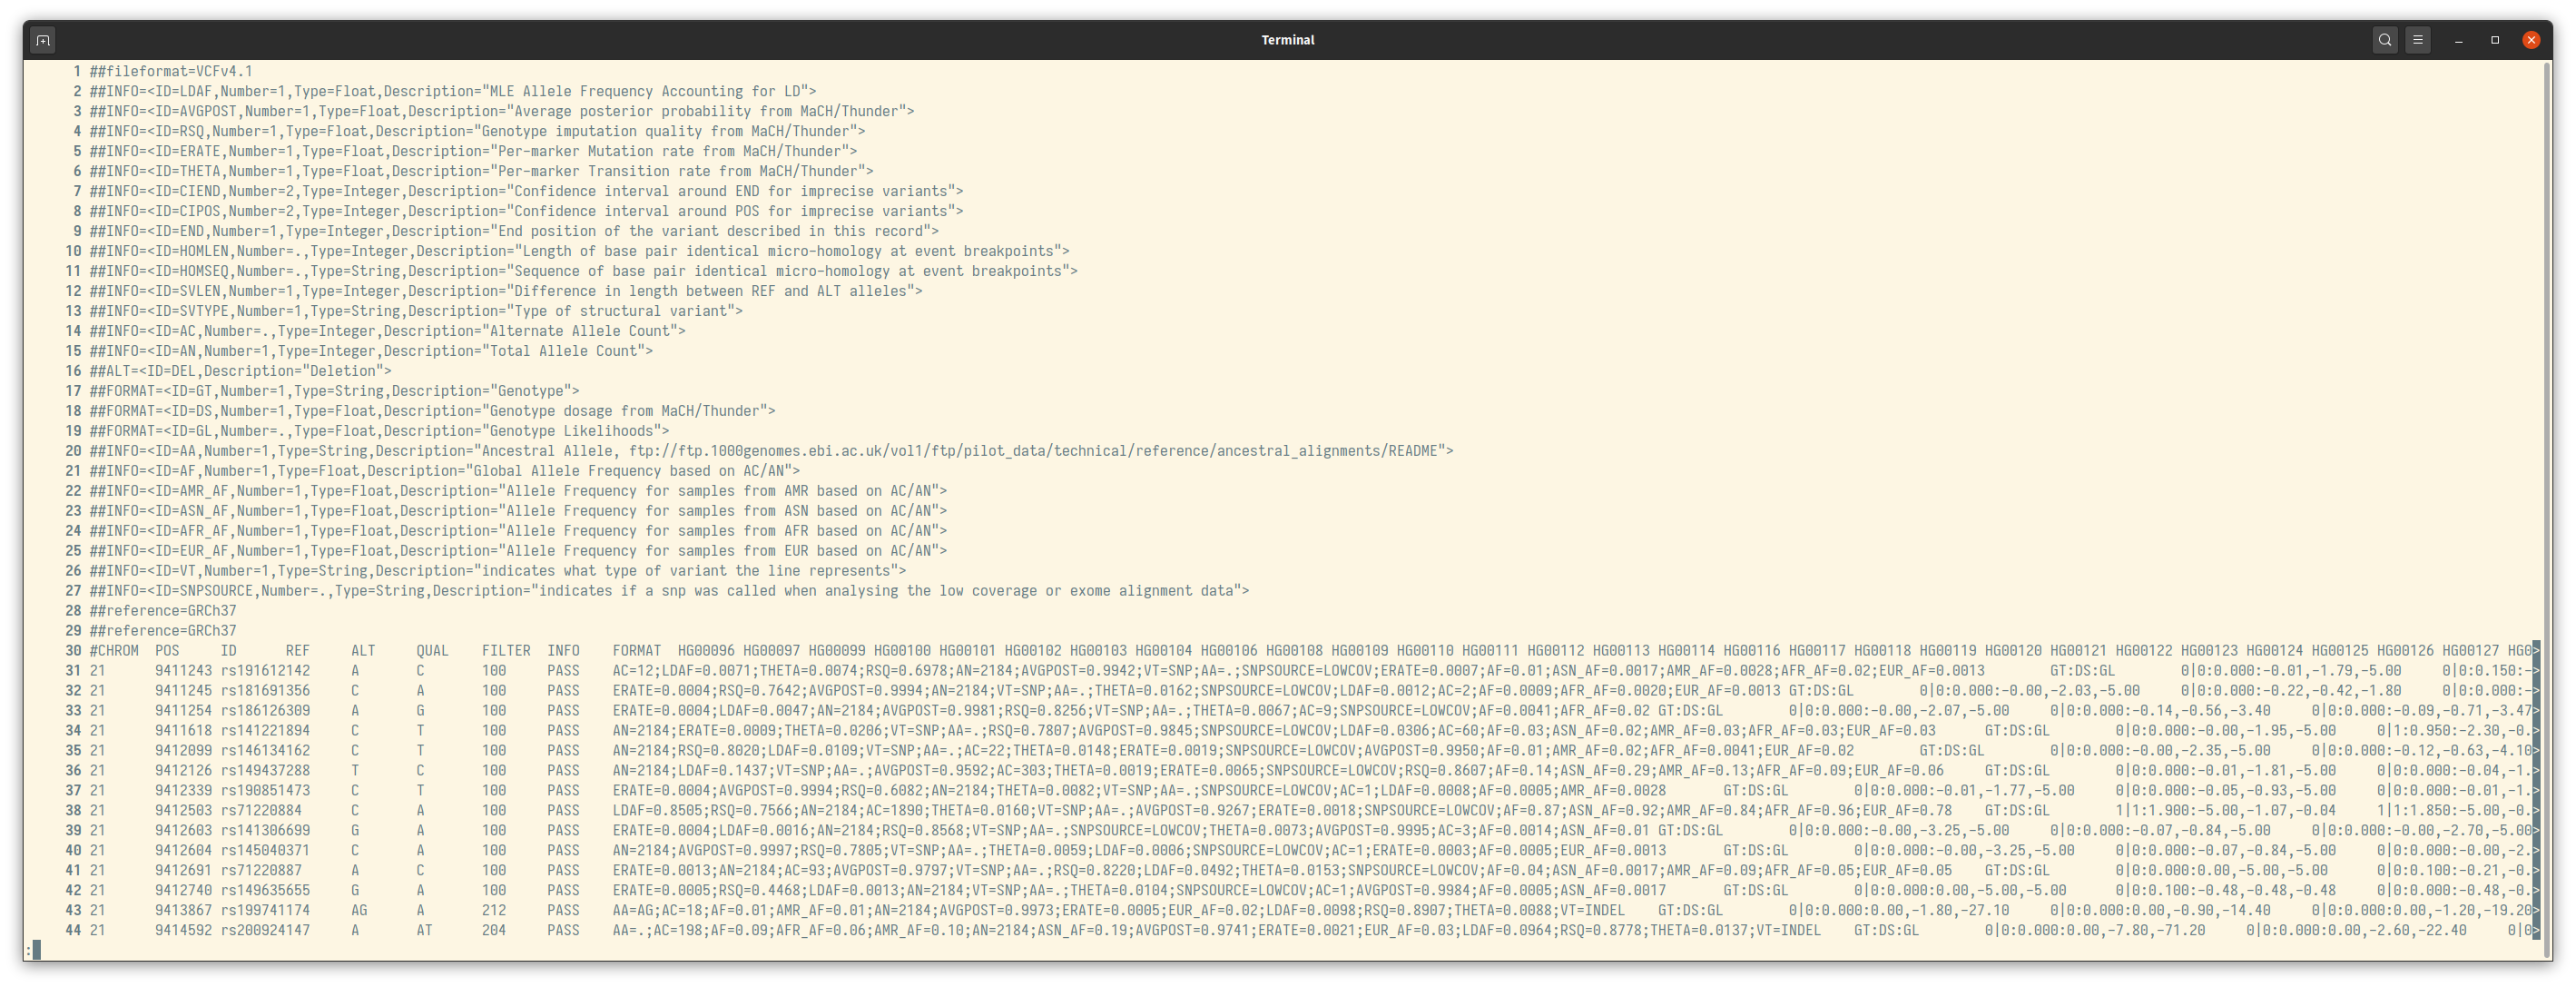 Terminal
1 ##fileformat=VCFv4.1
2 ##INFO=<ID=LDAF,Number=1,Type=Float,Description="MLE Allele Frequency Accounting for LD">
3 ##INFO=<ID=AVGPOST,Number=1,Type=Float,Description="Average posterior probability from MaCH/Thunder">
4 ##INFO=<ID=RSQ,Number=1,Type=Float,Description="Genotype imputation quality from MaCH/Thunder">
5 ##INFO=<ID=ERATE,Number=1,Type=Float,Description="Per-marker Mutation rate from MaCH/Thunder">
6 ##INFO=<ID=THETA,Number=1,Type=Float,Description="Per-marker Transition rate from MaCH/Thunder">
7 ##INFO=<ID=CIEND,Number=2,Type=Integer,Description="Confidence interval around END for imprecise variants">
8 ##INFO=<ID=CIPOS,Number=2,Type=Integer,Description="Confidence interval around POS for imprecise variants">
9 ##INFO=<ID=END,Number=1,Type=Integer,Description="End position of the variant described in this record">
10 ##INFO=<ID=HOMLEN,Number=.,Type=Integer,Description="Length of base pair identical micro-homology at event breakpoints">
11 ##INFO=<ID=HOMSEQ,Number=.,Type=String,Description="Sequence of base pair identical micro-homology at event breakpoints">
12 ##INFO=<ID=SVLEN,Number=1,Type=Integer,Description="Difference in length between REF and ALT alleles">
13 ##INFO=<ID=SVTYPE,Number=1,Type=String,Description="Type of structural variant">
14 ##INFO=<ID=AC,Number=.,Type=Integer,Description="Alternate Allele Count">
15 ##INFO=<ID=AN,Number=1,Type=Integer,Description="Total Allele Count">
16 ##ALT=<ID=DEL,Description="Deletion">
17 ##FORMAT=<ID=GT,Number=1,Type=String,Description="Genotype">
18 ##FORMAT=<ID=DS,Number=1,Type=Float,Description="Genotype dosage from MaCH/Thunder">
19 ##FORMAT=<ID=GL,Number=.,Type=Float,Description="Genotype Likelihoods">
20 ##INFO=<ID=AA,Number=1,Type=String,Description="Ancestral Allele, ftp://ftp.1000genomes.ebi.ac.uk/vol1/ftp/pilot_data/technical/reference/ancestral_alignments/README">
21 ##INFO=<ID=AF,Number=1,Type=Float,Description="Global Allele Frequency based on AC/AN">
22 ##INFO=<ID=AMR_AF,Number=1,Type=Float,Description="Allele Frequency for samples from AMR based on AC/AN">
23 ##INFO=<ID=ASN_AF,Number=1,Type=Float,Description="Allele Frequency for samples from ASN based on AC/AN">
24 ##INFO=<ID=AFR_AF,Number=1,Type=Float,Description="Allele Frequency for samples from AFR based on AC/AN">
25 ##INFO=<ID=EUR_AF,Number=1,Type=Float,Description="Allele Frequency for samples from EUR based on AC/AN">
26 ##INFO=<ID=VT,Number=1,Type=String,Description="indicates what type of variant the line represents">
27 ##INFO=<ID=SNPSOURCE,Number=.,Type=String,Description="indicates if a snp was called when analysing the low coverage or exome alignment data">
28 ##reference=GRCh37
29 ##reference=GRCh37
30 #CHROM POS ID REF ALT QUAL FILTER INFO FORMAT HG00096 HG00097 HG00099 HG00100 HG00101 HG00102 HG00103 HG00104 HG00106 HG00108 HG00109 HG00110 HG00111 HG00112 HG00113 HG00114 HG00116 HG00117 HG00118 HG00119 HG00120 HG00121 HG00122 HG00123 HG00124 HG00125 HG00126 HG00127 HG0>
31 21 9411243 rs191612142 A C 100 PASS AC=12;LDAF=0.0071;THETA=0.0074;RSQ=0.6978;AN=2184;AVGPOST=0.9942;VT=SNP;AA=.;SNPSOURCE=LOWCOV;ERATE=0.0007;AF=0.01;ASN_AF=0.0017;AMR_AF=0.0028;AFR_AF=0.02;EUR_AF=0.0013 GT:DS:GL 0|0:0.000:-0.01,-1.79,-5.00 0|0:0.150:->
32 21 9411245 rs181691356 C A 100 PASS ERATE=0.0004;RSQ=0.7642;AVGPOST=0.9994;AN=2184;VT=SNP;AA=.;THETA=0.0162;SNPSOURCE=LOWCOV;LDAF=0.0012;AC=2;AF=0.0009;AFR_AF=0.0020;EUR_AF=0.0013 GT:DS:GL 0|0:0.000:-0.00,-2.03,-5.00 0|0:0.000:-0.22,-0.42,-1.80 0|0:0.000:->
33 21 9411254 rs186126309 A G 100 PASS ERATE=0.0004;LDAF=0.0047;AN=2184;AVGPOST=0.9981;RSQ=0.8256;VT=SNP;AA=.;THETA=0.0067;AC=9;SNPSOURCE=LOWCOV;AF=0.0041;AFR_AF=0.02 GT:DS:GL 0|0:0.000:-0.00,-2.07,-5.00 0|0:0.000:-0.14,-0.56,-3.40 0|0:0.000:-0.09,-0.71,-3.47>
34 21 9411618 rs141221894 C T 100 PASS AN=2184;ERATE=0.0009;THETA=0.0206;VT=SNP;AA=.;RSQ=0.7807;AVGPOST=0.9845;SNPSOURCE=LOWCOV;LDAF=0.0306;AC=60;AF=0.03;ASN_AF=0.02;AMR_AF=0.03;AFR_AF=0.03;EUR_AF=0.03 GT:DS:GL 0|0:0.000:-0.00,-1.95,-5.00 0|1:0.950:-2.30,-0.>
35 21 9412099 rs146134162 C T 100 PASS AN=2184;RSQ=0.8020;LDAF=0.0109;VT=SNP;AA=.;AC=22;THETA=0.0148;ERATE=0.0019;SNPSOURCE=LOWCOV;AVGPOST=0.9950;AF=0.01;AMR_AF=0.02;AFR_AF=0.0041;EUR_AF=0.02 GT:DS:GL 0|0:0.000:-0.00,-2.35,-5.00 0|0:0.000:-0.12,-0.63,-4.10>
36 21 9412126 rs149437288 T C 100 PASS AN=2184;LDAF=0.1437;VT=SNP;AA=.;AVGPOST=0.9592;AC=303;THETA=0.0019;ERATE=0.0065;SNPSOURCE=LOWCOV;RSQ=0.8607;AF=0.14;ASN_AF=0.29;AMR_AF=0.13;AFR_AF=0.09;EUR_AF=0.06 GT:DS:GL 0|0:0.000:-0.01,-1.81,-5.00 0|0:0.000:-0.04,-1.>
37 21 9412339 rs190851473 C T 100 PASS ERATE=0.0004;AVGPOST=0.9994;RSQ=0.6082;AN=2184;THETA=0.0082;VT=SNP;AA=.;SNPSOURCE=LOWCOV;AC=1;LDAF=0.0008;AF=0.0005;AMR_AF=0.0028 GT:DS:GL 0|0:0.000:-0.01,-1.77,-5.00 0|0:0.000:-0.05,-0.93,-5.00 0|0:0.000:-0.01,-1.>
38 21 9412503 rs71220884 C A 100 PASS LDAF=0.8505;RSQ=0.7566;AN=2184;AC=1890;THETA=0.0160;VT=SNP;AA=.;AVGPOST=0.9267;ERATE=0.0018;SNPSOURCE=LOWCOV;AF=0.87;ASN_AF=0.92;AMR_AF=0.84;AFR_AF=0.96;EUR_AF=0.78 GT:DS:GL 1|1:1.900:-5.00,-1.07,-0.04 1|1:1.850:-5.00,-0.>
39 21 9412603 rs141306699 G A 100 PASS ERATE=0.0004;LDAF=0.0016;AN=2184;RSQ=0.8568;VT=SNP;AA=.;SNPSOURCE=LOWCOV;THETA=0.0073;AVGPOST=0.9995;AC=3;AF=0.0014;ASN_AF=0.01 GT:DS:GL 0|0:0.000:-0.00,-3.25,-5.00 0|0:0.000:-0.07,-0.84,-5.00 0|0:0.000:-0.00,-2.70,-5.00>
40 21 9412604 rs145040371 C A 100 PASS AN=2184;AVGPOST=0.9997;RSQ=0.7805;VT=SNP;AA=.;THETA=0.0059;LDAF=0.0006;SNPSOURCE=LOWCOV;AC=1;ERATE=0.0003;AF=0.0005;EUR_AF=0.0013 GT:DS:GL 0|0:0.000:-0.00,-3.25,-5.00 0|0:0.000:-0.07,-0.84,-5.00 0|0:0.000:-0.00,-2.>
41 21 9412691 rs71220887 A C 100 PASS ERATE=0.0013;AN=2184;AC=93;AVGPOST=0.9797;VT=SNP;AA=.;RSQ=0.8220;LDAF=0.0492;THETA=0.0153;SNPSOURCE=LOWCOV;AF=0.04;ASN_AF=0.0017;AMR_AF=0.09;AFR_AF=0.05;EUR_AF=0.05 GT:DS:GL 0|0:0.000:0.00,-5.00,-5.00 0|0:0.100:-0.21,-0.>
42 21 9412740 rs149635655 G A 100 PASS ERATE=0.0005;RSQ=0.4468;LDAF=0.0013;AN=2184;VT=SNP;AA=.;THETA=0.0104;SNPSOURCE=LOWCOV;AC=1;AVGPOST=0.9984;AF=0.0005;ASN_AF=0.0017 GT:DS:GL 0|0:0.000:0.00,-5.00,-5.00 0|0:0.100:-0.48,-0.48,-0.48 0|0:0.000:-0.48,-0.>
43 21 9413867 rs199741174 AG A 212 PASS AA=AG;AC=18;AF=0.01;AMR_AF=0.01;AN=2184;AVGPOST=0.9973;ERATE=0.0005;EUR_AF=0.02;LDAF=0.0098;RSQ=0.8907;THETA=0.0088;VT=INDEL GT:DS:GL 0|0:0.000:0.00,-1.80,-27.10 0|0:0.000:0.00,-0.90,-14.40 0|0:0.000:0.00,-1.20,-19.20>
44 21 9414592 rs200924147 A AT 204 PASS AA=.;AC=198;AF=0.09;AFR_AF=0.06;AMR_AF=0.10;AN=2184;ASN_AF=0.19;AVGPOST=0.9741;ERATE=0.0021;EUR_AF=0.03;LDAF=0.0964;RSQ=0.8778;THETA=0.0137;VT=INDEL GT:DS:GL 0|0:0.000:0.00,-7.80,-71.20 0|0:0.000:0.00,-2.60,-22.40 0|0>
: